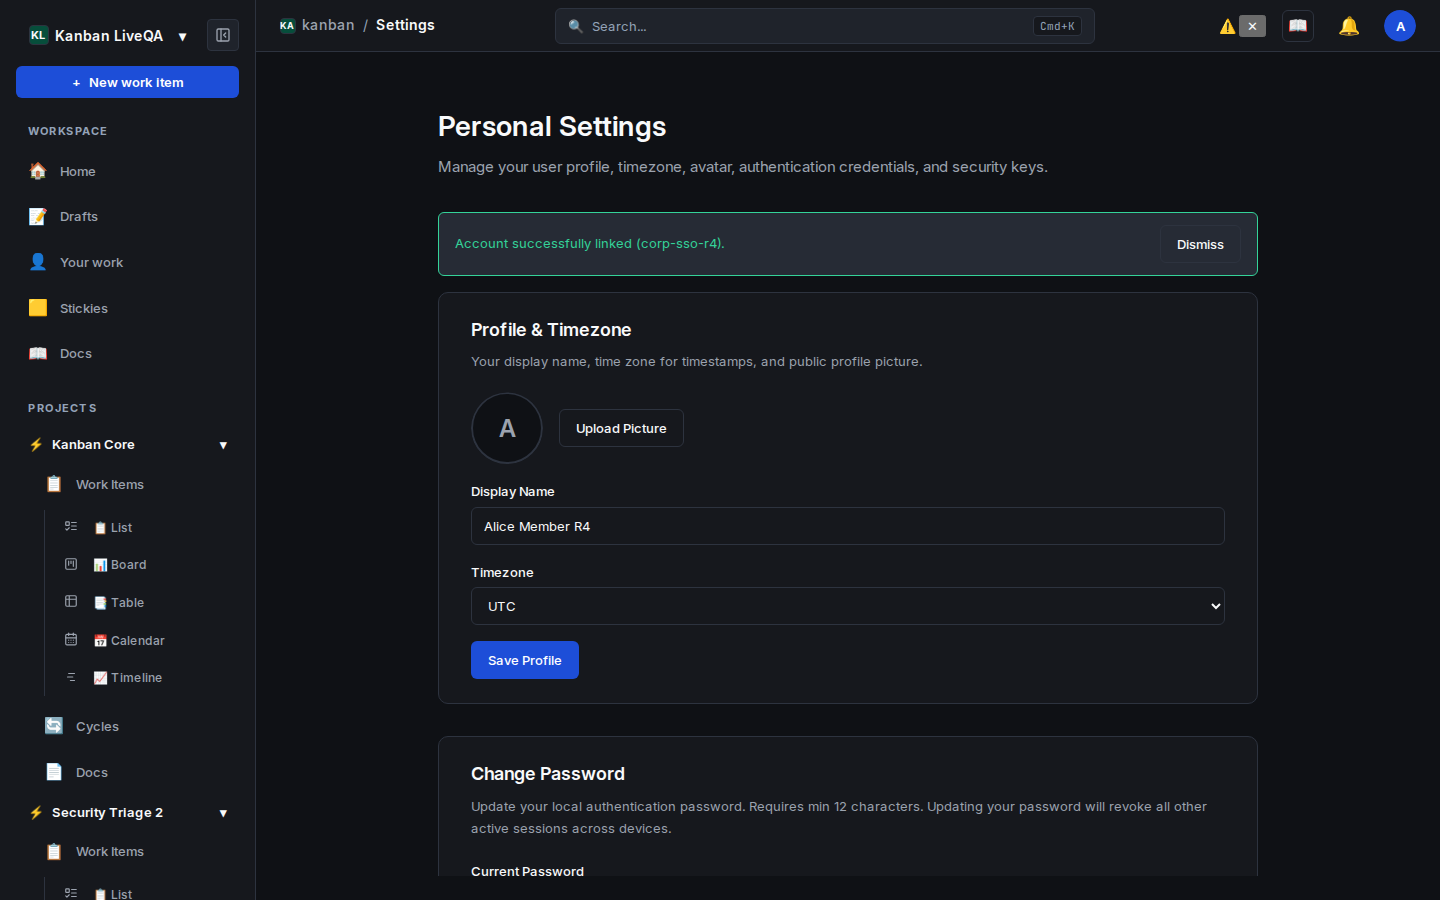 KL Kanban LiveQA ▼
+ New work item
WORKSPACE
🏠 Home
📝 Drafts
👤 Your work
🟨 Stickies
📖 Docs
PROJECTS
⚡ Kanban Core ▼
📋 Work Items
📋 List
📊 Board
📑 Table
📅 Calendar
📈 Timeline
🔄 Cycles
📄 Docs
⚡ Security Triage 2 ▼
📋 Work Items
📋 List
KA kanban / Settings
🔍 Search... Cmd+K
⚠️ ✕ 📖 🔔 A
Personal Settings
Manage your user profile, timezone, avatar, authentication credentials, and security keys.
Account successfully linked (corp-sso-r4). Dismiss
Profile & Timezone
Your display name, time zone for timestamps, and public profile picture.
A Upload Picture
Display Name
Alice Member R4
Timezone
UTC
Save Profile
Change Password
Update your local authentication password. Requires min 12 characters. Updating your password will revoke all other
active sessions across devices.
Current Password